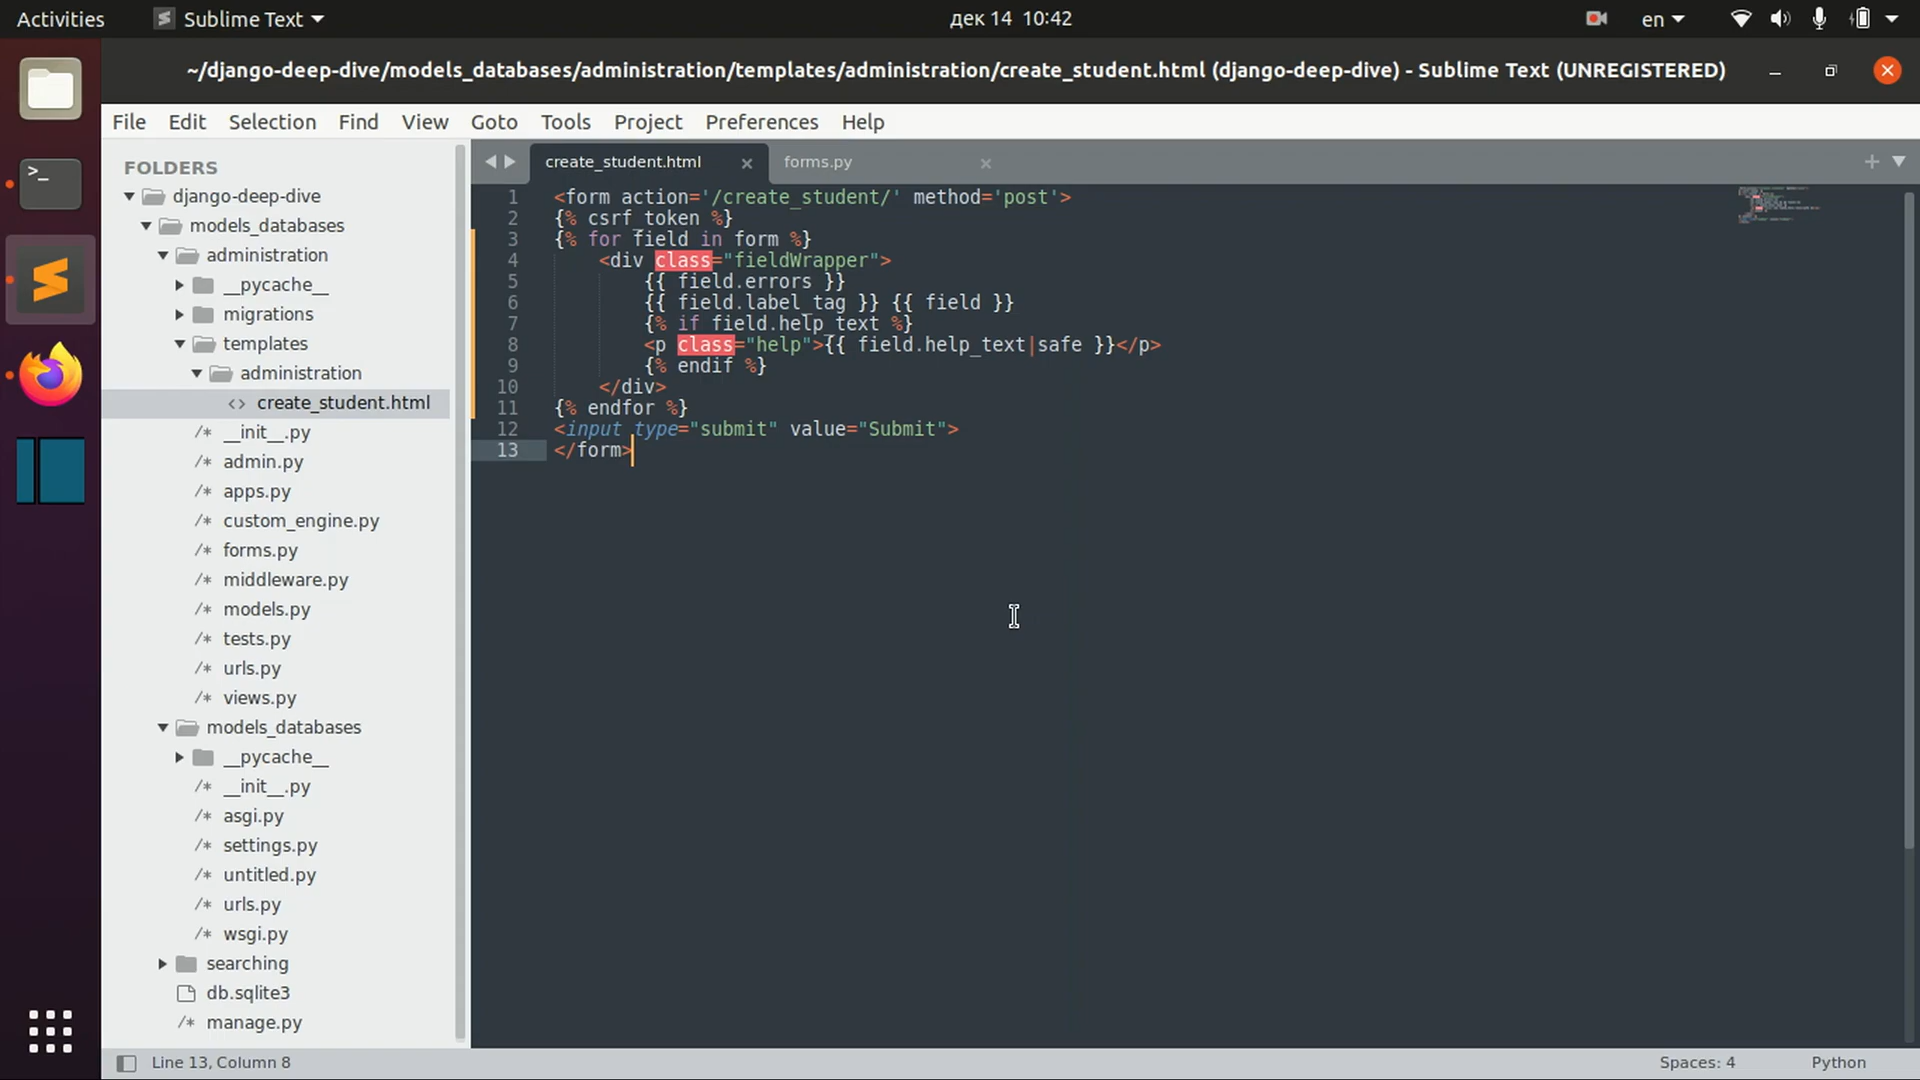 Activities
Sublime Text
дек 14 10:42
en
~/django-deep-dive/models_databases/administration/templates/administration/create_student.html (django-deep-dive) - Sublime Text (UNREGISTERED)
File Edit Selection Find View Goto Tools Project Preferences Help
FOLDERS
django-deep-dive
models_databases
administration
__pycache__
migrations
templates
administration
<> create_student.html
/* __init__.py
/* admin.py
/* apps.py
/* custom_engine.py
/* forms.py
/* middleware.py
/* models.py
/* tests.py
/* urls.py
/* views.py
models_databases
__pycache__
/* __init__.py
/* asgi.py
/* settings.py
/* untitled.py
/* urls.py
/* wsgi.py
searching
db.sqlite3
/* manage.py
create_student.html
forms.py
1 <form action='/create_student/' method='post'>
2 {% csrf_token %}
3 {% for field in form %}
4 <div class="fieldWrapper">
5 {{ field.errors }}
6 {{ field.label_tag }} {{ field }}
7 {% if field.help_text %}
8 <p class="help">{{ field.help_text|safe }}</p>
9 {% endif %}
10 </div>
11 {% endfor %}
12 <input type="submit" value="Submit">
13 </form>
Line 13, Column 8
Spaces: 4
Python